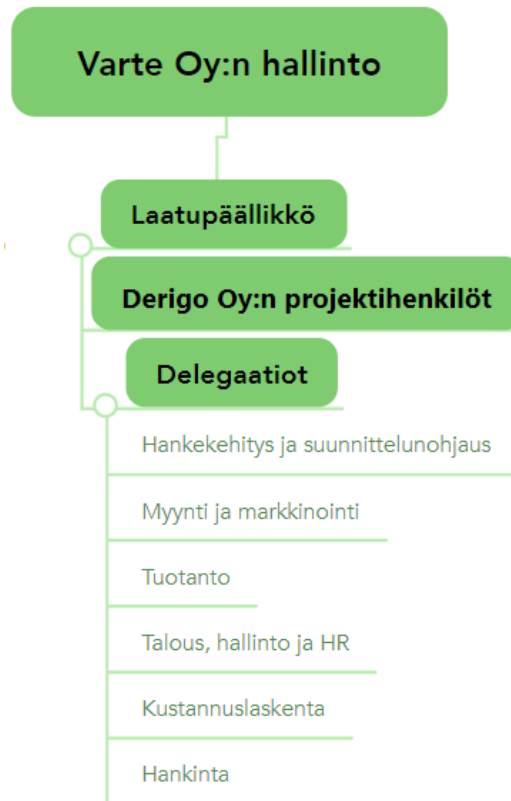 Varte Oy:n hallinto
Laatupäällikkö
Derigo Oy:n projektihenkilöt
Delegaatiot
Hankekehitys ja suunnittelunohjaus
Myynti ja markkinointi
Tuotanto
Talous, hallinto ja HR
Kustannuslaskenta
Hankinta